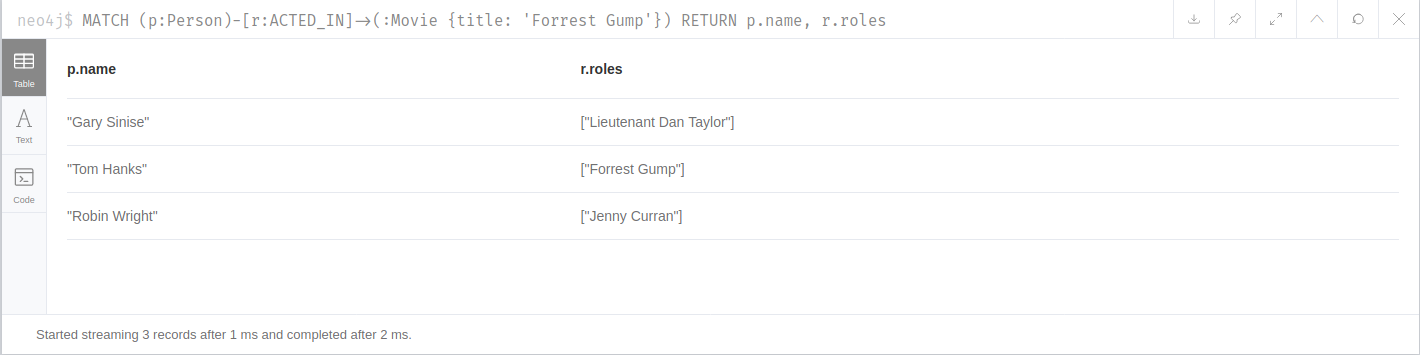 neo4j$ MATCH (p:Person)-[r:ACTED_IN]->(:Movie {title: 'Forrest Gump'}) RETURN p.name, r.roles
Table
Text
Code
p.name r.roles
"Gary Sinise" ["Lieutenant Dan Taylor"]
"Tom Hanks" ["Forrest Gump"]
"Robin Wright" ["Jenny Curran"]
Started streaming 3 records after 1 ms and completed after 2 ms.